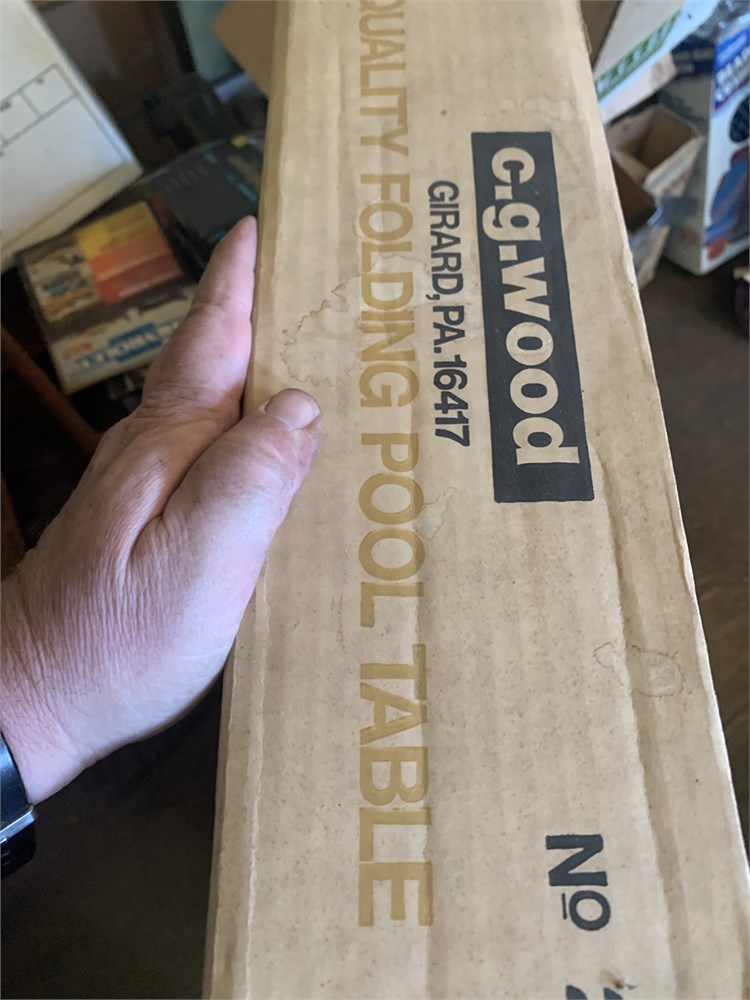 c.g.wood
GIRARD, PA. 16417
QUALITY FOLDING POOL TABLE
Nº